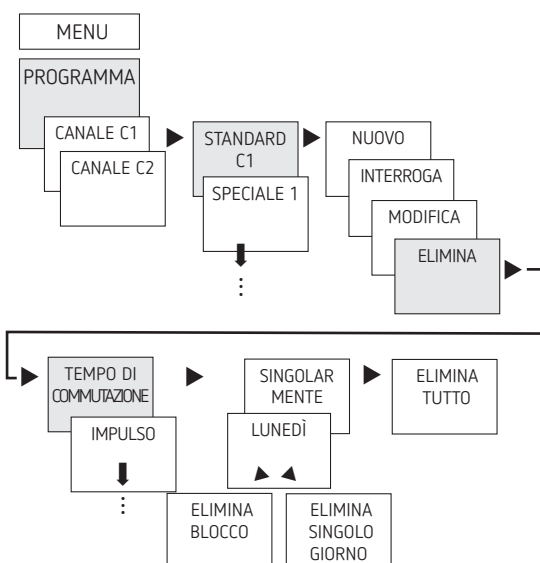 MENU
PROGRAMMA
CANALE C1
CANALE C2
STANDARD
C1
SPECIALE 1
NUOVO
INTERROGA
MODIFICA
ELIMINA
TEMPO DI
COMMUTAZIONE
IMPULSO
SINGOLAR
MENTE
LUNEDÌ
ELIMINA
TUTTO
ELIMINA
BLOCCO
ELIMINA
SINGOLO
GIORNO